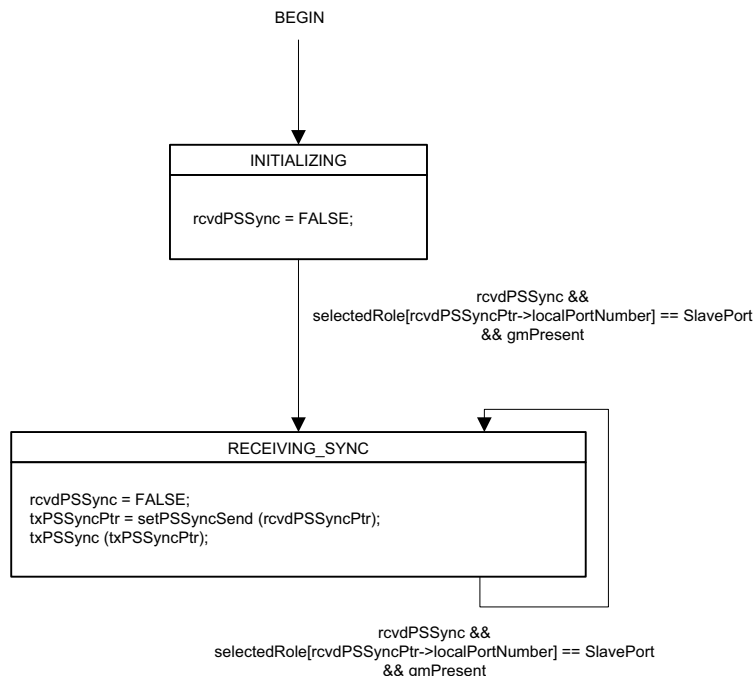 BEGIN
INITIALIZING
rcvdPSSync = FALSE;
rcvdPSSync &&
selectedRole[rcvdPSSyncPtr->localPortNumber] == SlavePort
&& gmPresent
RECEIVING_SYNC
rcvdPSSync = FALSE;
txPSSyncPtr = setPSSyncSend (rcvdPSSyncPtr);
txPSSync (txPSSyncPtr);
rcvdPSSync &&
selectedRole[rcvdPSSyncPtr->localPortNumber] == SlavePort
&& gmPresent